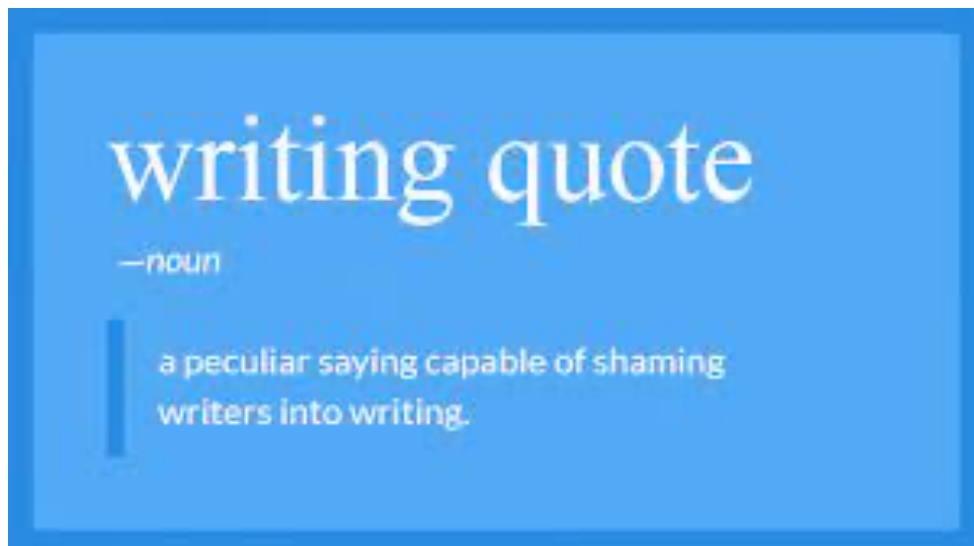 writing quote
—noun
a peculiar saying capable of shaming
writers into writing.